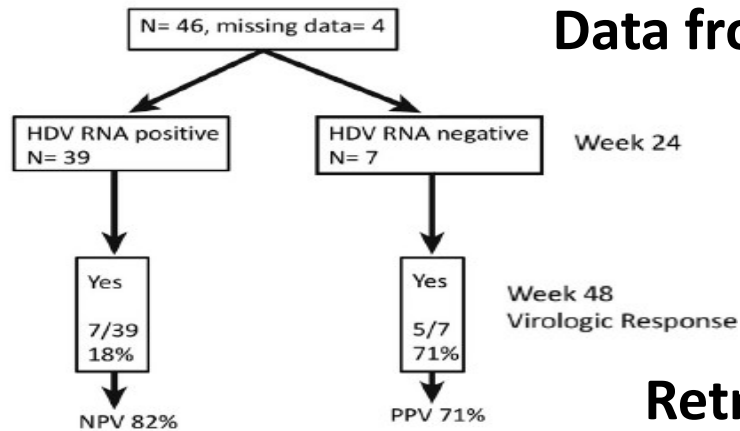 N= 46, missing data= 4
Data fro
HDV RNA positive
N= 39
HDV RNA negative
N= 7
Week 24
Yes
7/39
18%
Yes
5/7
71%
Week 48
Virologic Response
NPV 82%
PPV 71%
Retr